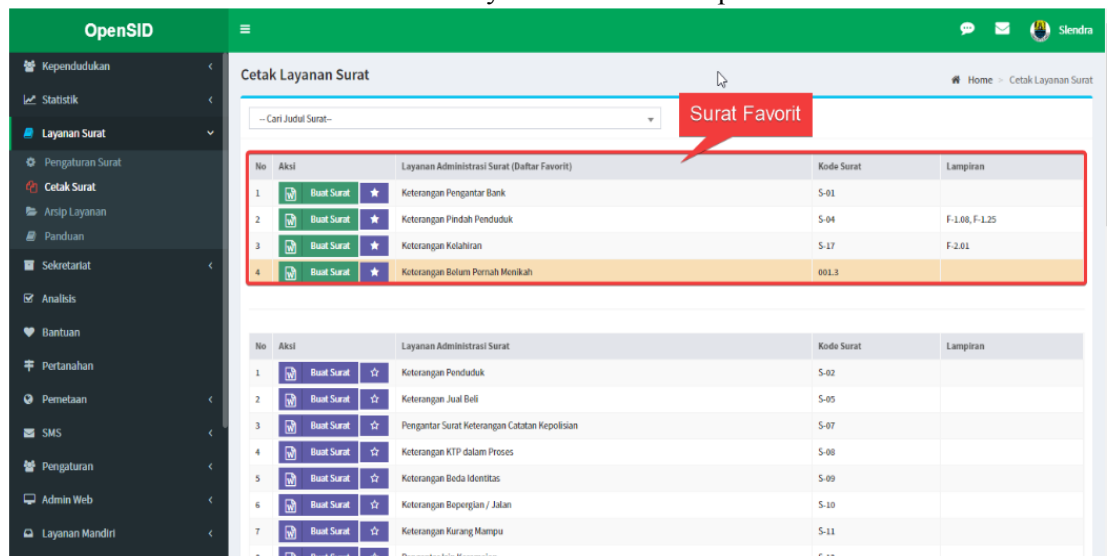 OpenSID
Slendra
Kependudukan
Statistik
Layanan Surat
Pengaturan Surat
Cetak Surat
Arsip Layanan
Panduan
Sekretariat
Analisis
Bantuan
Pertanahan
Pemetaan
SMS
Pengaturan
Admin Web
Layanan Mandiri
Cetak Layanan Surat
Home > Cetak Layanan Surat
-- Cari Judul Surat--
Surat Favorit
No Aksi Layanan Administrasi Surat (Daftar Favorit) Kode Surat Lampiran
1 Buat Surat Keterangan Pengantar Bank S-01
2 Buat Surat Keterangan Pindah Penduduk S-04 F-1.08, F-1.25
3 Buat Surat Keterangan Kelahiran S-17 F-2.01
4 Buat Surat Keterangan Belum Pernah Menikah 001.3
No Aksi Layanan Administrasi Surat Kode Surat Lampiran
1 Buat Surat Keterangan Penduduk S-02
2 Buat Surat Keterangan Jual Beli S-05
3 Buat Surat Pengantar Surat Keterangan Catatan Kepolisian S-07
4 Buat Surat Keterangan KTP dalam Proses S-08
5 Buat Surat Keterangan Beda Identitas S-09
6 Buat Surat Keterangan Bepergian / Jalan S-10
7 Buat Surat Keterangan Kurang Mampu S-11